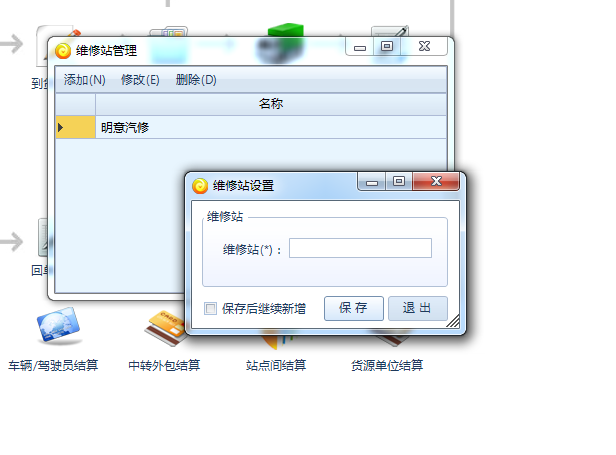 维修站管理
添加(N) 修改(E) 删除(D)
名称
明意汽修
维修站设置
维修站
维修站(*)：
保存后继续新增
保 存
退 出
车辆/驾驶员结算
中转外包结算
站点间结算
货源单位结算